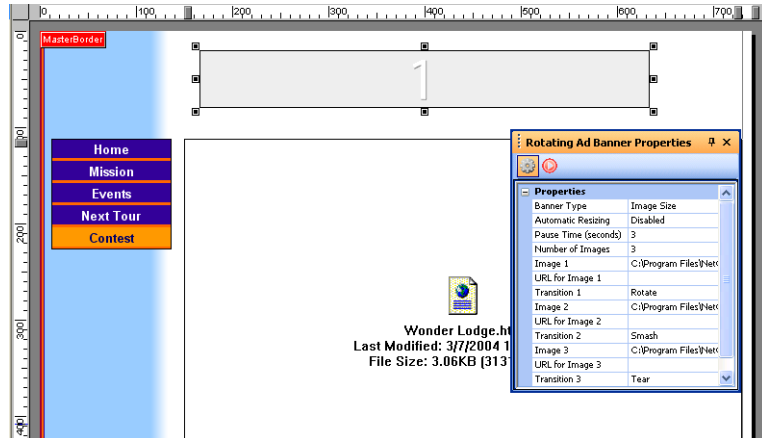 0 100 200 300 400 500 600 700
MasterBorder
1
Home
Mission
Events
Next Tour
Contest
200
300
400
Wonder Lodge.ht
Last Modified: 3/7/2004 1
File Size: 3.06KB (313
Rotating Ad Banner Properties
Properties
Banner Type Image Size
Automatic Resizing Disabled
Pause Time (seconds) 3
Number of Images 3
Image 1 C:\Program Files\Net
URL for Image 1
Transition 1 Rotate
Image 2 C:\Program Files\Net
URL for Image 2
Transition 2 Smash
Image 3 C:\Program Files\Net
URL for Image 3
Transition 3 Tear